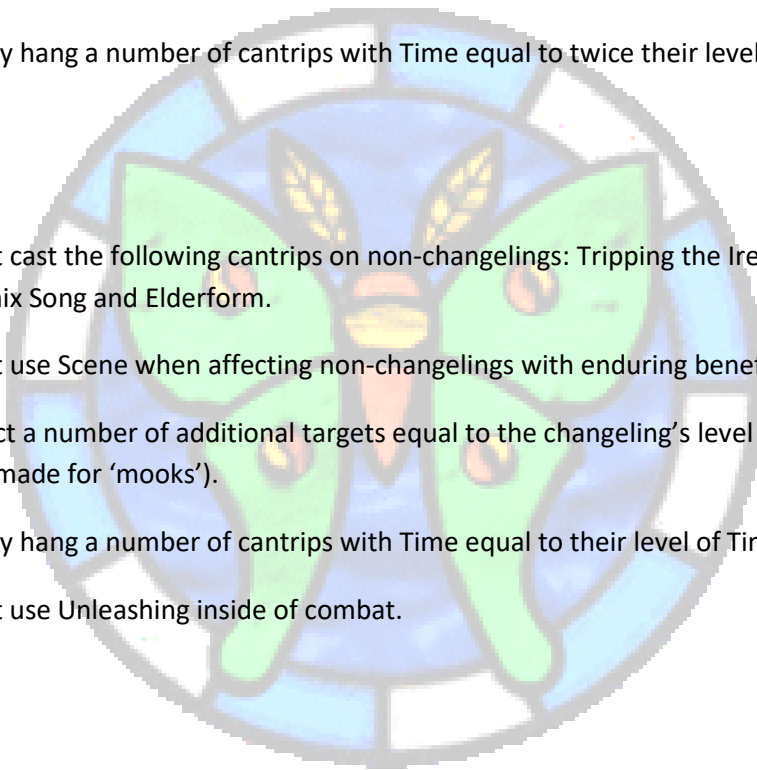 y hang a number of cantrips with Time equal to twice their level
t cast the following cantrips on non-changelings: Tripping the Ire
nix Song and Elderform.
t use Scene when affecting non-changelings with enduring benef
ct a number of additional targets equal to the changeling’s level
made for ‘mooks’).
y hang a number of cantrips with Time equal to their level of Tin
t use Unleashing inside of combat.